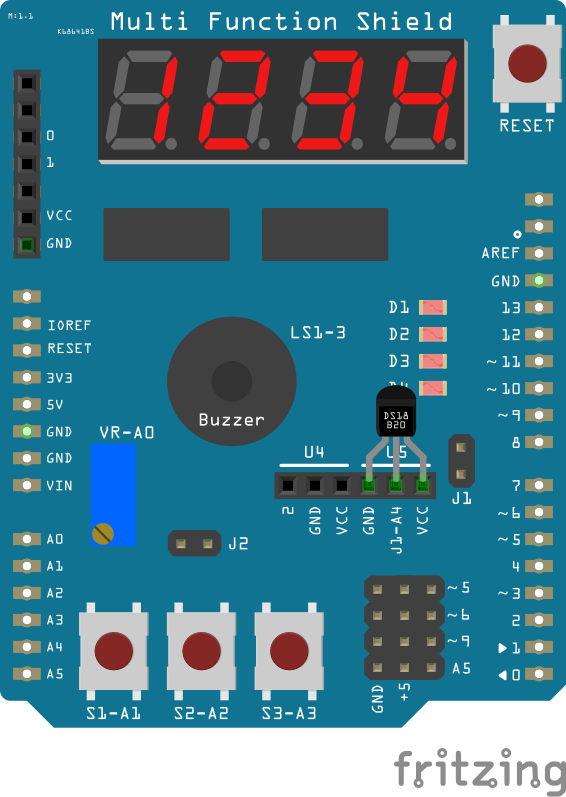 M:1.1
K68641BS
Multi Function Shield
1234
RESET
0
1
VCC
GND
AREF
GND
13
12
~11
~10
~9
8
IOREF
RESET
3V3
5V
GND
GND
VIN
D1
D2
D3
D4
LS1-3
Buzzer
DS18
B20
VR-A0
U4
U5
J1
2
GND
VCC
GND
J1-A4
VCC
7
~6
~5
4
~3
2
1
0
J2
A0
A1
A2
A3
A4
A5
~5
~6
~9
A5
GND
+5
S1-A1
S2-A2
S3-A3
fritzing